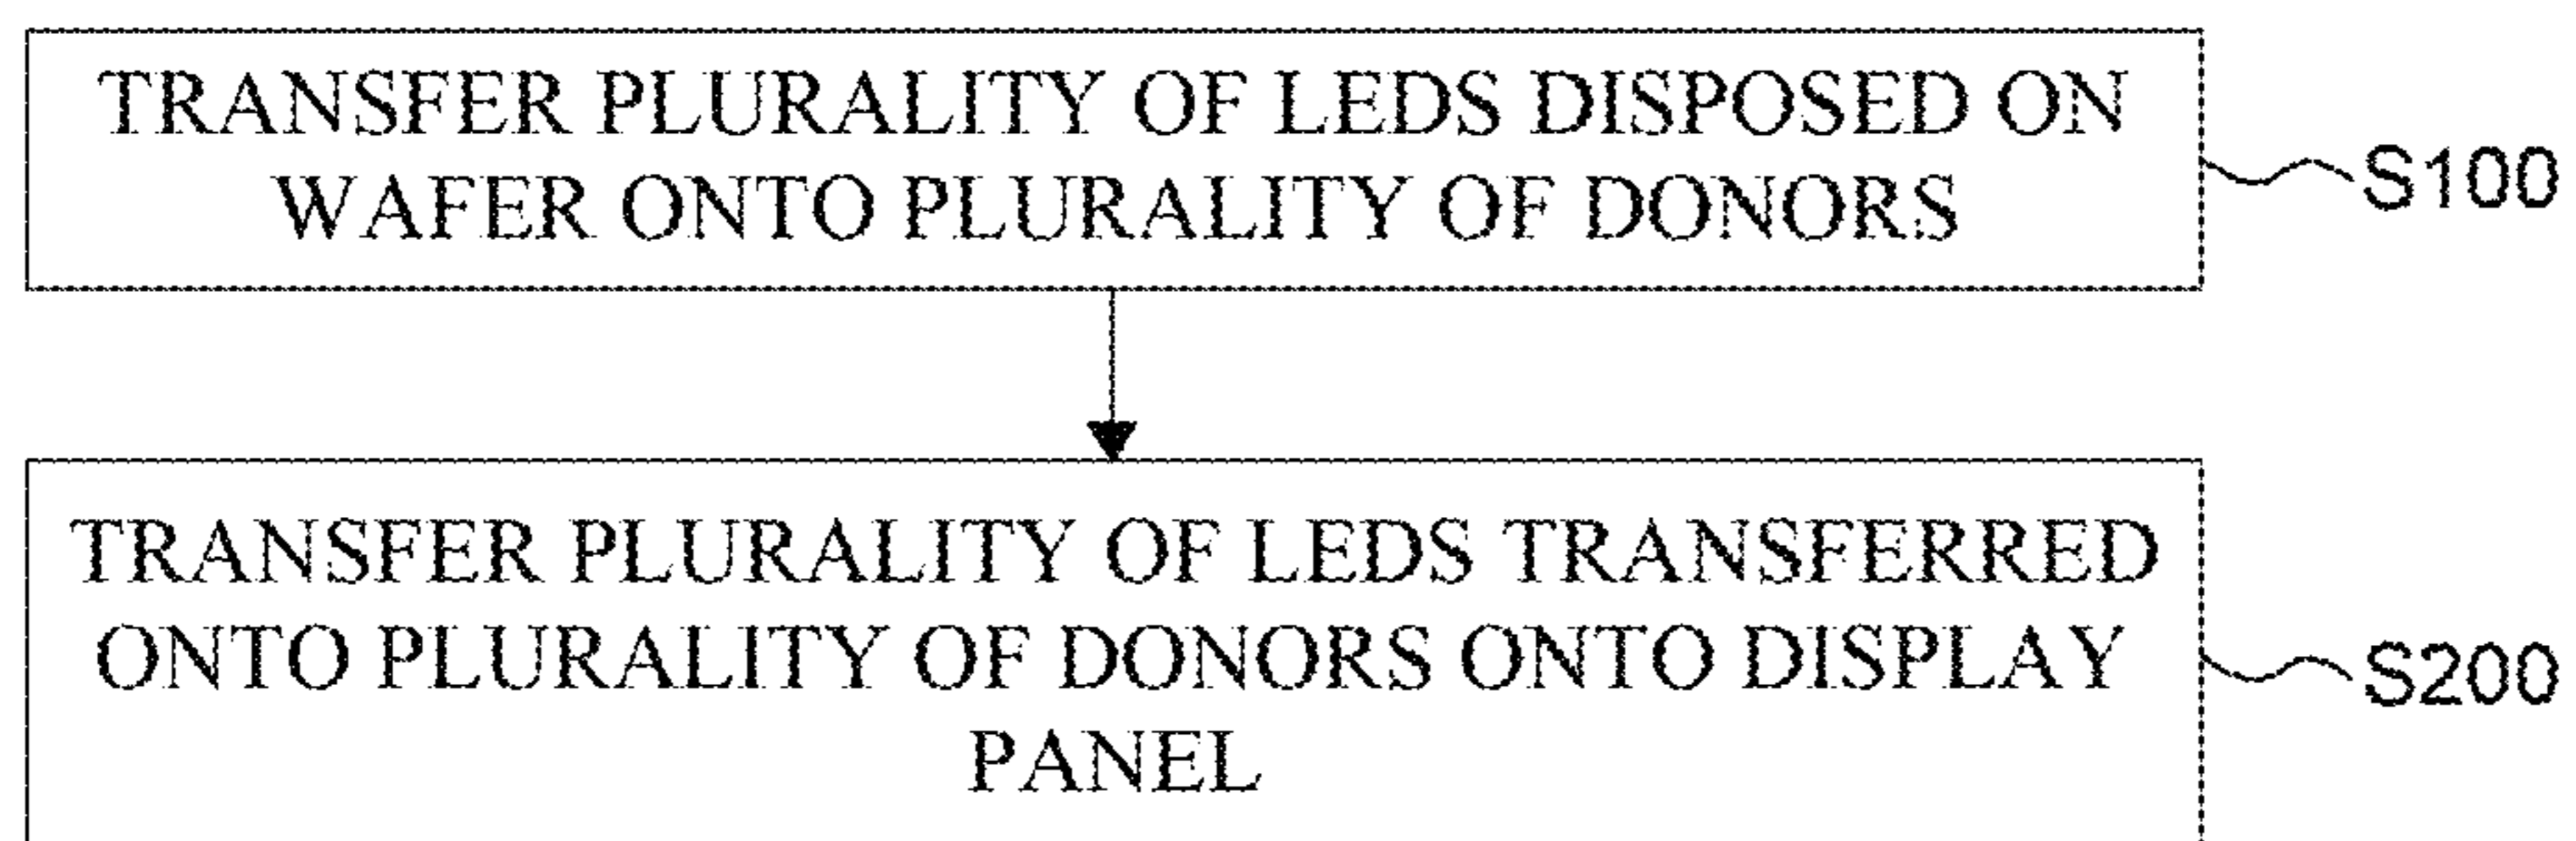 TRANSFER PLURALITY OF LEDS DISPOSED ON
WAFER ONTO PLURALITY OF DONORS
S100
TRANSFER PLURALITY OF LEDS TRANSFERRED
ONTO PLURALITY OF DONORS ONTO DISPLAY
PANEL
S200